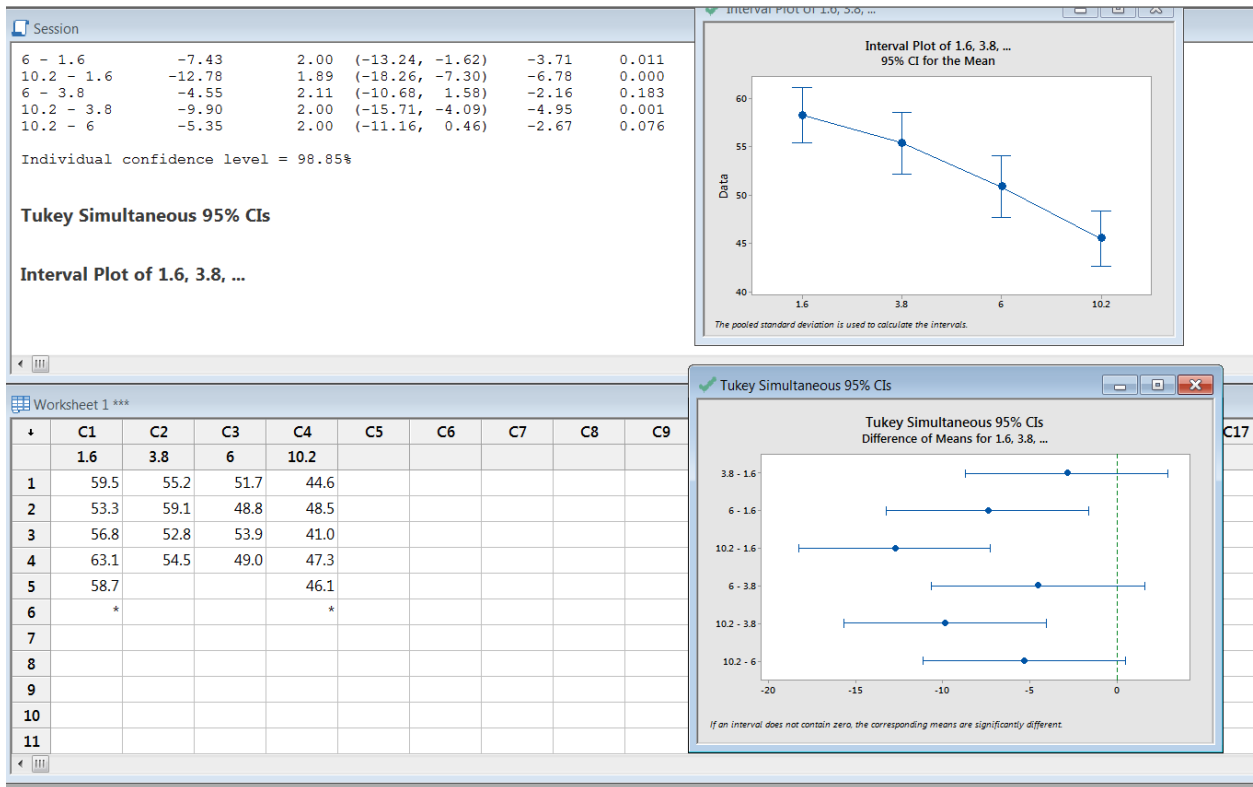 Session
6 - 1.6 -7.43 2.00 (-13.24, -1.62) -3.71 0.011
10.2 - 1.6 -12.78 1.89 (-18.26, -7.30) -6.78 0.000
6 - 3.8 -4.55 2.11 (-10.68, 1.58) -2.16 0.183
10.2 - 3.8 -9.90 2.00 (-15.71, -4.09) -4.95 0.001
10.2 - 6 -5.35 2.00 (-11.16, 0.46) -2.67 0.076
Individual confidence level = 98.85%
Tukey Simultaneous 95% CIs
Interval Plot of 1.6, 3.8, ...
Interval Plot of 1.6, 3.8, ...
Interval Plot of 1.6, 3.8, ...
95% CI for the Mean
60
55
50
45
40
Data
1.6 3.8 6 10.2
The pooled standard deviation is used to calculate the intervals.
Worksheet 1 ***
C1 C2 C3 C4 C5 C6 C7 C8 C9 C17
1.6 3.8 6 10.2
1 59.5 55.2 51.7 44.6
2 53.3 59.1 48.8 48.5
3 56.8 52.8 53.9 41.0
4 63.1 54.5 49.0 47.3
5 58.7 46.1
6 * *
7
8
9
10
11
Tukey Simultaneous 95% CIs
Tukey Simultaneous 95% CIs
Difference of Means for 1.6, 3.8, ...
3.8 - 1.6
6 - 1.6
10.2 - 1.6
6 - 3.8
10.2 - 3.8
10.2 - 6
-20 -15 -10 -5 0
If an interval does not contain zero, the corresponding means are significantly different.